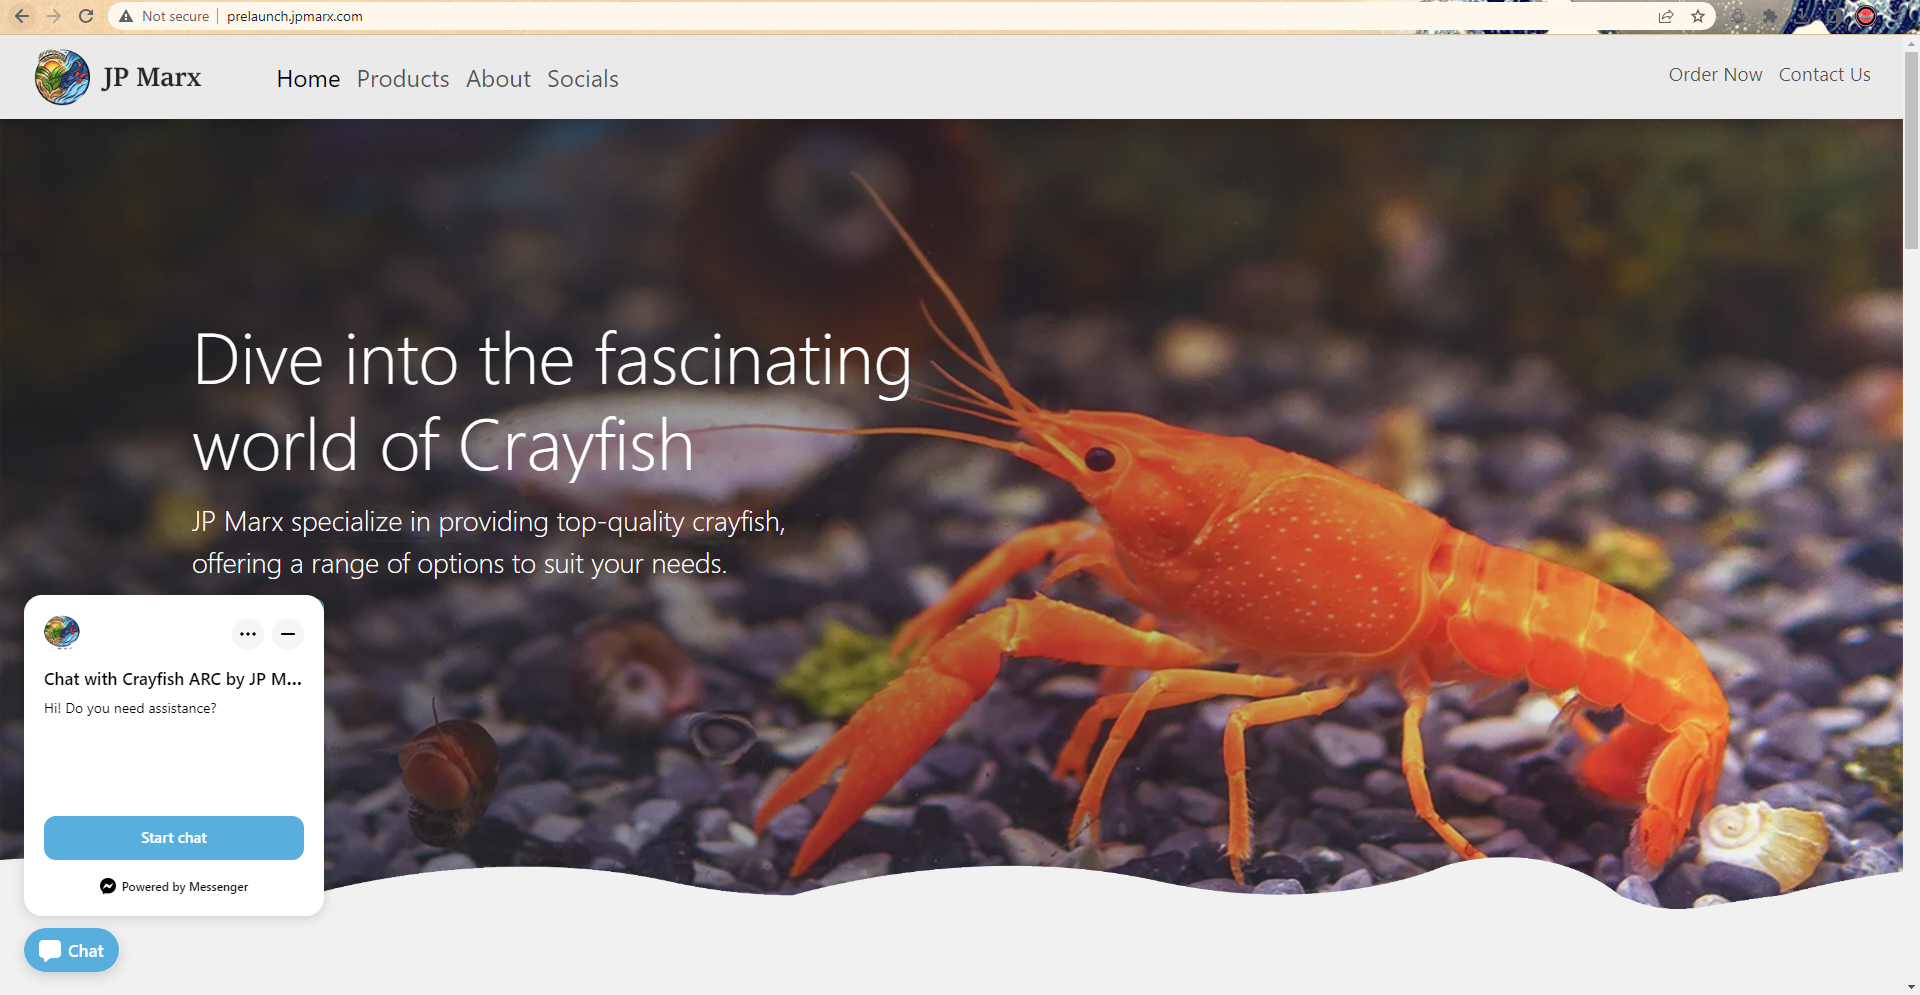 Not secure
prelaunch.jpmarx.com
JP Marx
Home Products About Socials
Order Now Contact Us
Dive into the fascinating
world of Crayfish
JP Marx specialize in providing top-quality crayfish,
offering a range of options to suit your needs.
Chat with Crayfish ARC by JP M...
Hi! Do you need assistance?
Start chat
Powered by Messenger
Chat